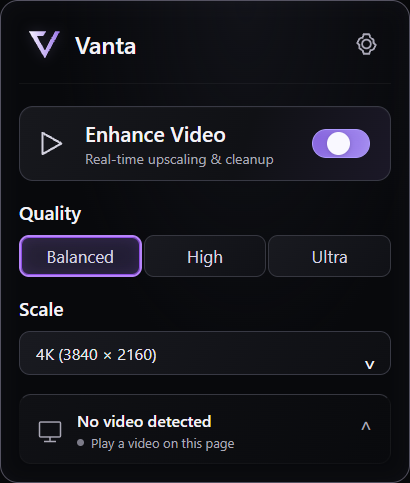 Vanta
Enhance Video
Real-time upscaling & cleanup
Quality
Balanced High Ultra
Scale
4K (3840 × 2160)
No video detected
Play a video on this page